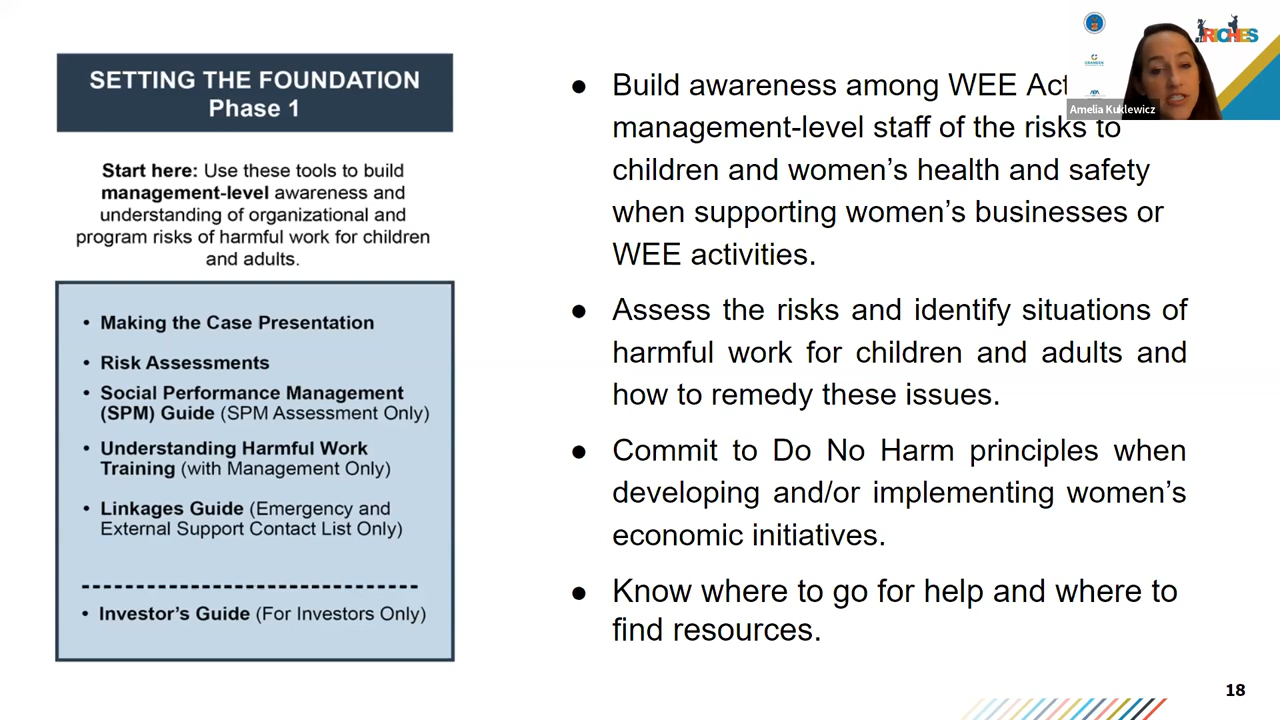 SETTING THE FOUNDATION
Phase 1
Start here: Use these tools to build
management-level awareness and
understanding of organizational and
program risks of harmful work for children
and adults.
• Making the Case Presentation
• Risk Assessments
• Social Performance Management
(SPM) Guide (SPM Assessment Only)
• Understanding Harmful Work
Training (with Management Only)
• Linkages Guide (Emergency and
External Support Contact List Only)
• Investor's Guide (For Investors Only)
● Build awareness among WEE
management-level staff of the risks to
children and women’s health and safety
when supporting women’s businesses or
WEE activities.
● Assess the risks and identify situations of
harmful work for children and adults and
how to remedy these issues.
● Commit to Do No Harm principles when
developing and/or implementing women’s
economic initiatives.
● Know where to go for help and where to
find resources.
RICHES
Amelia Kuklewicz
18